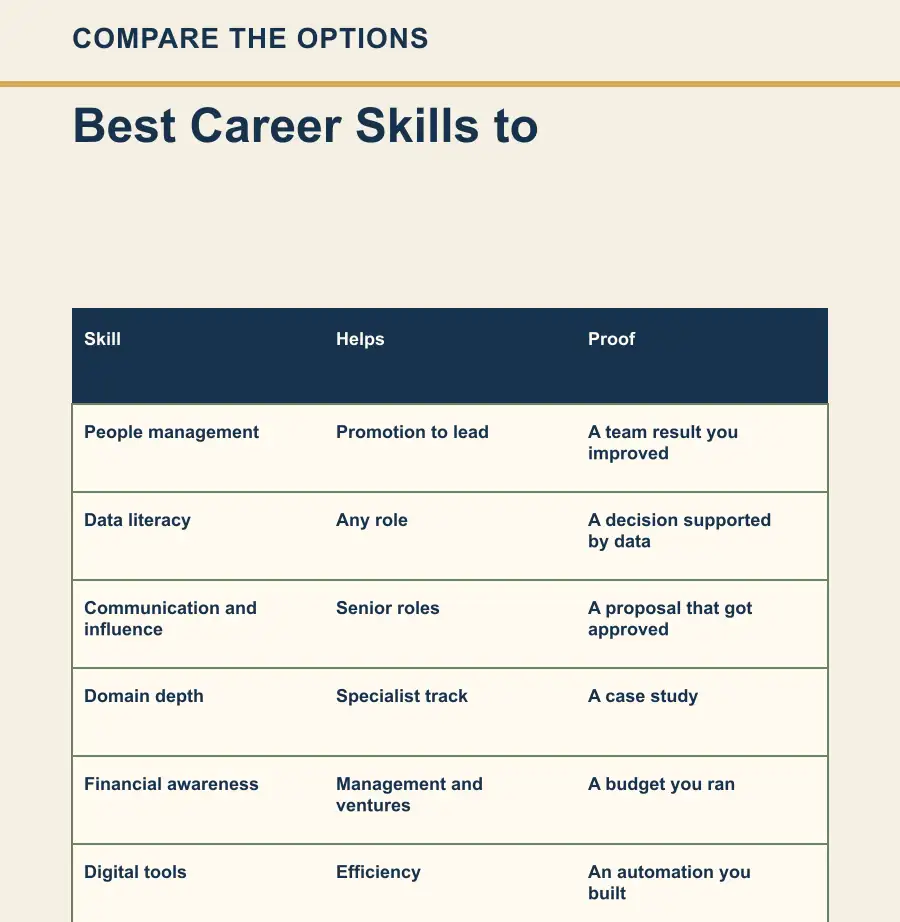 COMPARE THE OPTIONS
Best Career Skills to
Skill Helps Proof
People management Promotion to lead A team result you
improved
Data literacy Any role A decision supported
by data
Communication and Senior roles A proposal that got
influence approved
Domain depth Specialist track A case study
Financial awareness Management and A budget you ran
ventures
Digital tools Efficiency An automation you
built